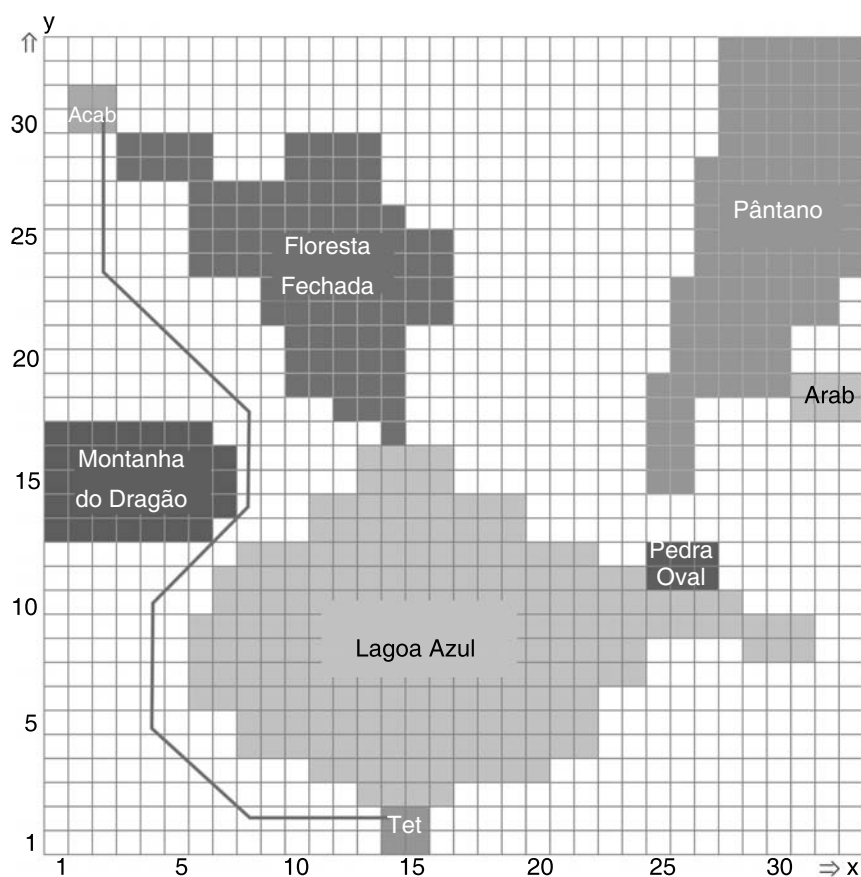 y
⇑
Acab
30
Pântano
25
Floresta
Fechada
20
Arab
Montanha
do Dragão
15
Pedra
Oval
10
Lagoa Azul
5
Tet
1
1 5 10 15 20 25 30 ⇒ x